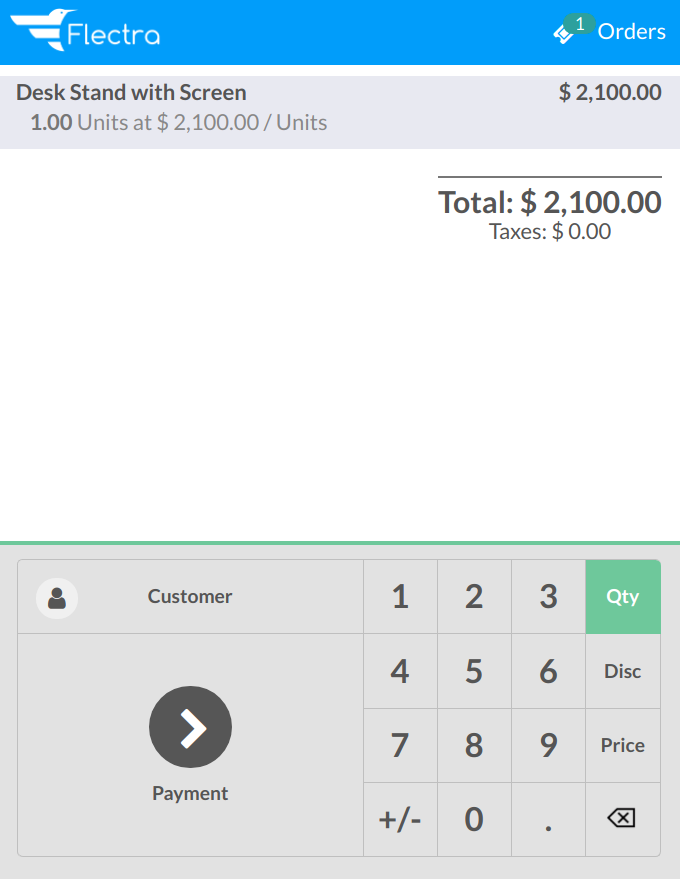 Flectra
1 Orders
Desk Stand with Screen $ 2,100.00
1.00 Units at $ 2,100.00 / Units
Total: $ 2,100.00
Taxes: $ 0.00
Customer 1 2 3 Qty
4 5 6 Disc
7 8 9 Price
Payment
+/- 0 .